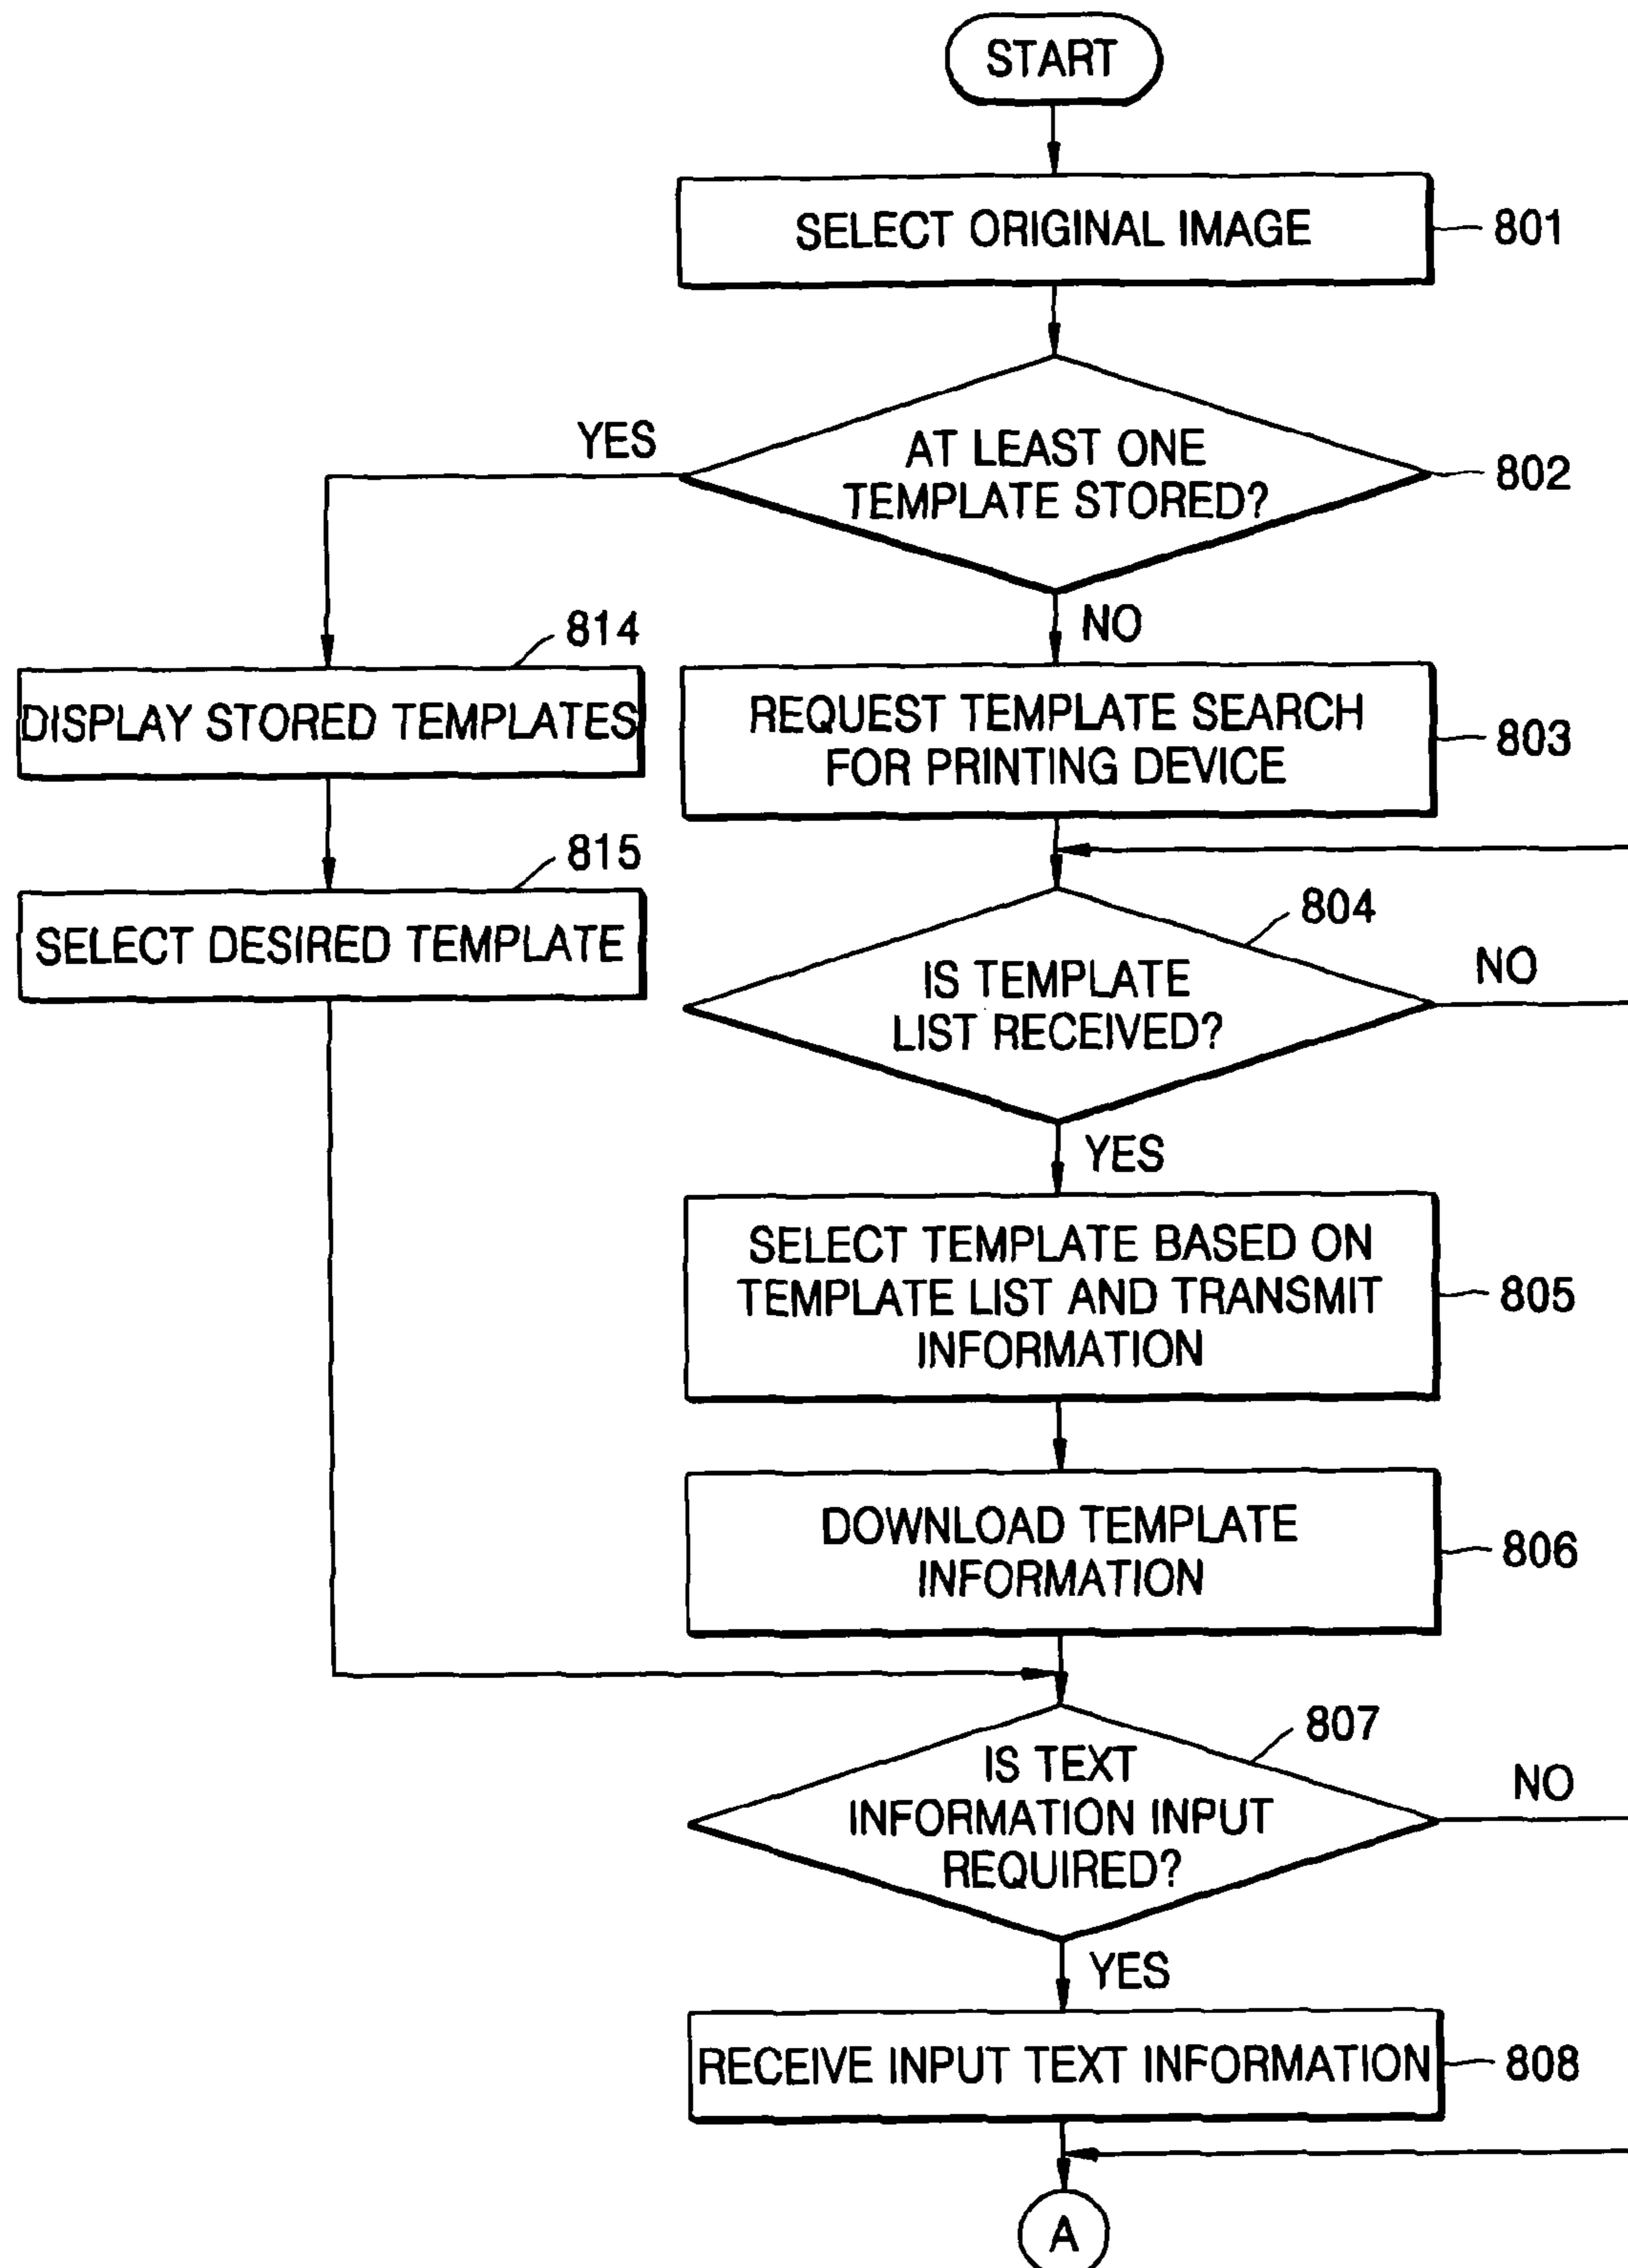 START
SELECT ORIGINAL IMAGE
801
AT LEAST ONE
TEMPLATE STORED?
802
YES
NO
814
DISPLAY STORED TEMPLATES
815
SELECT DESIRED TEMPLATE
REQUEST TEMPLATE SEARCH
FOR PRINTING DEVICE
803
804
IS TEMPLATE
LIST RECEIVED?
NO
YES
SELECT TEMPLATE BASED ON
TEMPLATE LIST AND TRANSMIT
INFORMATION
805
DOWNLOAD TEMPLATE
INFORMATION
806
807
IS TEXT
INFORMATION INPUT
REQUIRED?
NO
YES
RECEIVE INPUT TEXT INFORMATION
808
A